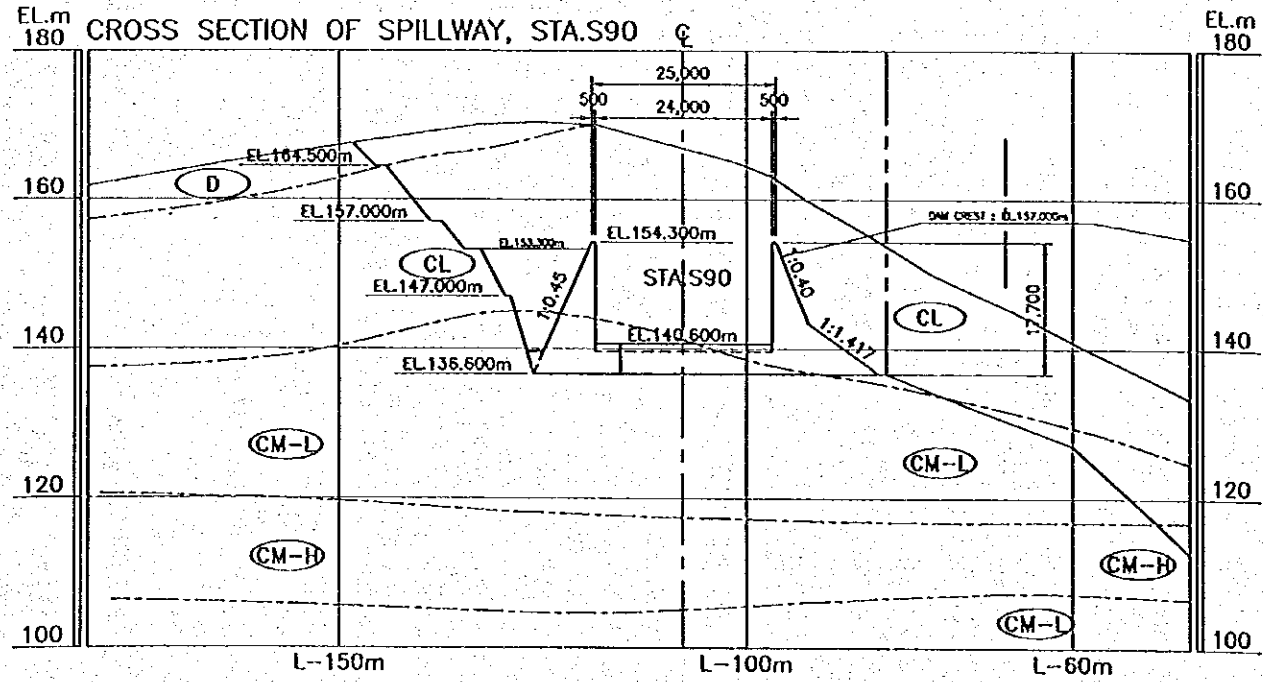 EL.m
EL.m
CROSS SECTION OF SPILLWAY, STA.S90 ℄
180
180
25,000
500 24,000 500
EL.164.500m
D
160
160
EL.157.000m
DAM CREST : EL.157.000m
EL.153.300m
EL.154.300m
CL
1:0.45
STA.S90
1:0.40
EL.147.000m
CL
17.700
EL.140.600m
1:1.417
140
140
EL.136.600m
CM-L
CM-L
120
120
CM-H
CM-H
CM-L
100
100
L--150m
L--100m
L--60m